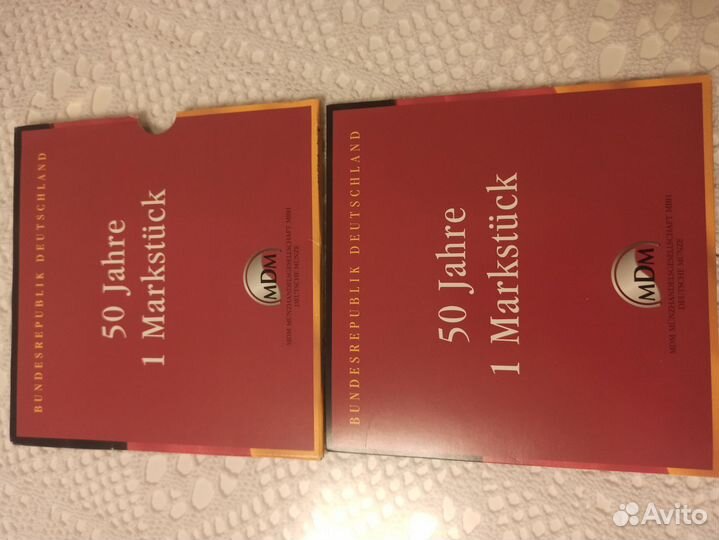 BUNDESREPUBLIK DEUTSCHLAND
50 Jahre
1 Markstück
MDM
MDM MÜNZHANDELSGESELLSCHAFT MBH
DEUTSCHE MÜNZE
BUNDESREPUBLIK DEUTSCHLAND
50 Jahre
1 Markstück
MDM
MDM MÜNZHANDELSGESELLSCHAFT MBH
DEUTSCHE MÜNZE
Avito